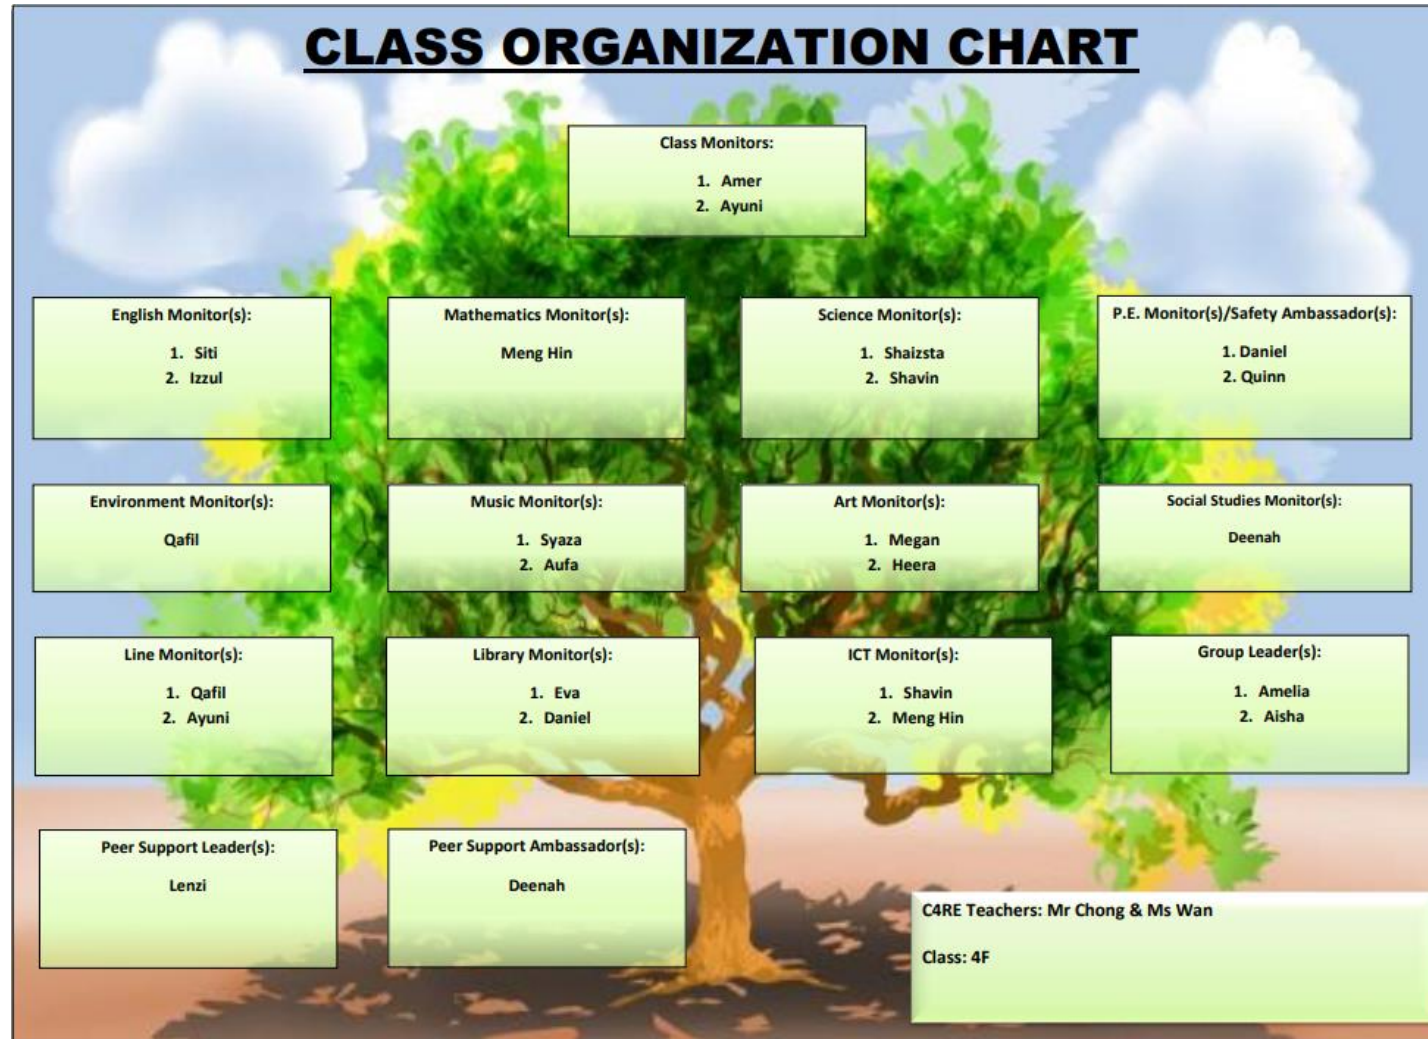 CLASS ORGANIZATION CHART
Class Monitors:
1. Amer
2. Ayuni
English Monitor(s):
1. Siti
2. Izzul
Mathematics Monitor(s):
Meng Hin
Science Monitor(s):
1. Shaizsta
2. Shavin
P.E. Monitor(s)/Safety Ambassador(s):
1. Daniel
2. Quinn
Environment Monitor(s):
Qafil
Music Monitor(s):
1. Syaza
2. Aufa
Art Monitor(s):
1. Megan
2. Heera
Social Studies Monitor(s):
Deenah
Line Monitor(s):
1. Qafil
2. Ayuni
Library Monitor(s):
1. Eva
2. Daniel
ICT Monitor(s):
1. Shavin
2. Meng Hin
Group Leader(s):
1. Amelia
2. Aisha
Peer Support Leader(s):
Lenzi
Peer Support Ambassador(s):
Deenah
C4RE Teachers: Mr Chong & Ms Wan
Class: 4F